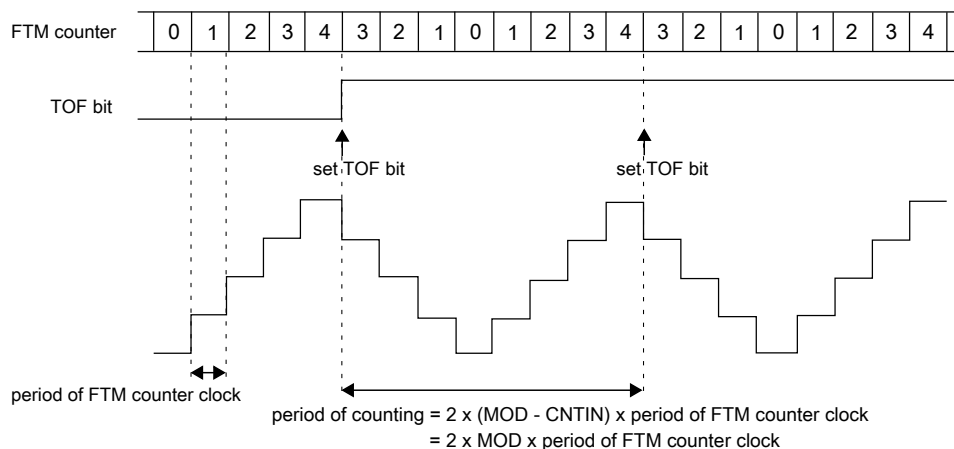 FTM counter 0 1 2 3 4 3 2 1 0 1 2 3 4 3 2 1 0 1 2 3 4
TOF bit
set TOF bit set TOF bit
period of FTM counter clock
period of counting = 2 x (MOD - CNTIN) x period of FTM counter clock
= 2 x MOD x period of FTM counter clock